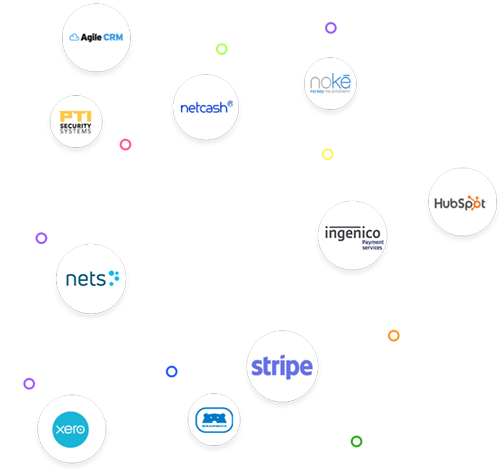 Agile CRM
nokē
no key no problem.
netcash®
PTI
SECURITY
SYSTEMS
HubSpot
ingenico
Payment
services
nets
stripe
xero